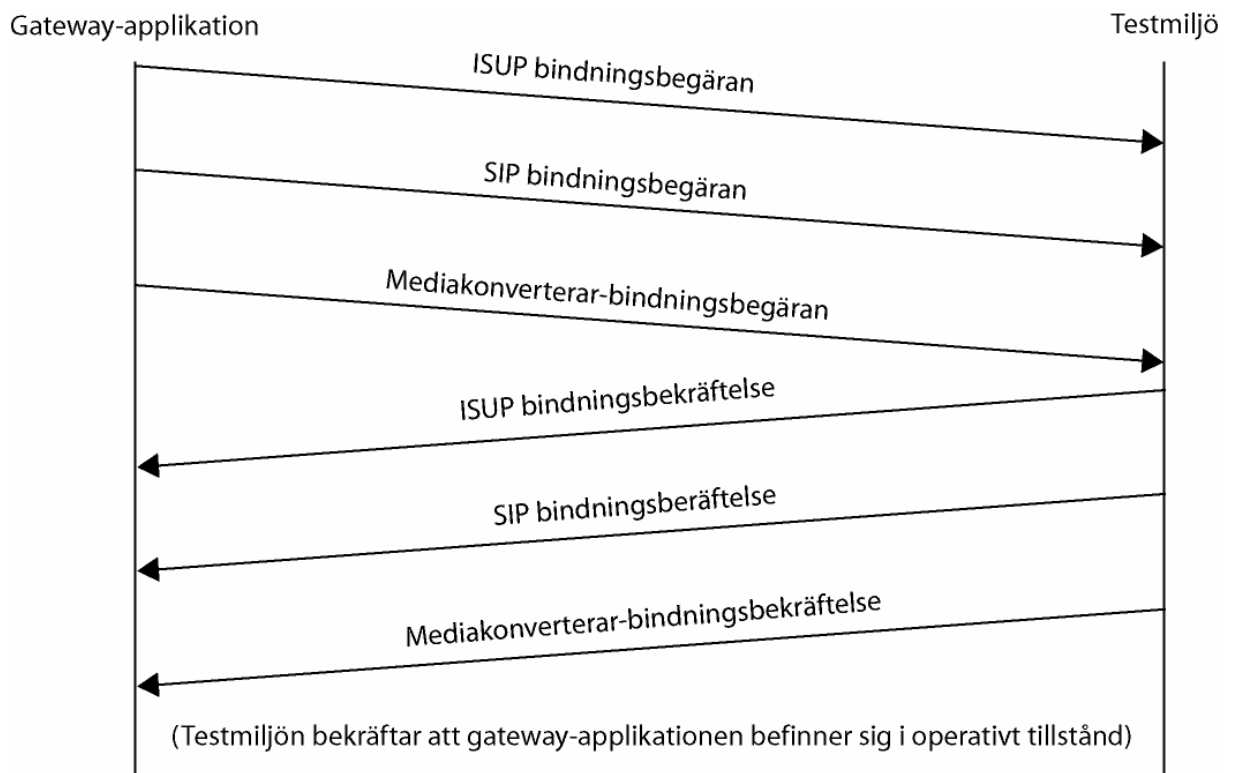 Gateway-applikation
Testmiljö
ISUP bindningsbegäran
SIP bindningsbegäran
Mediakonverterar-bindningsbegäran
ISUP bindningsbekräftelse
SIP bindningsberäftelse
Mediakonverterar-bindningsbekräftelse
(Testmiljön bekräftar att gateway-applikationen befinner sig i operativt tillstånd)